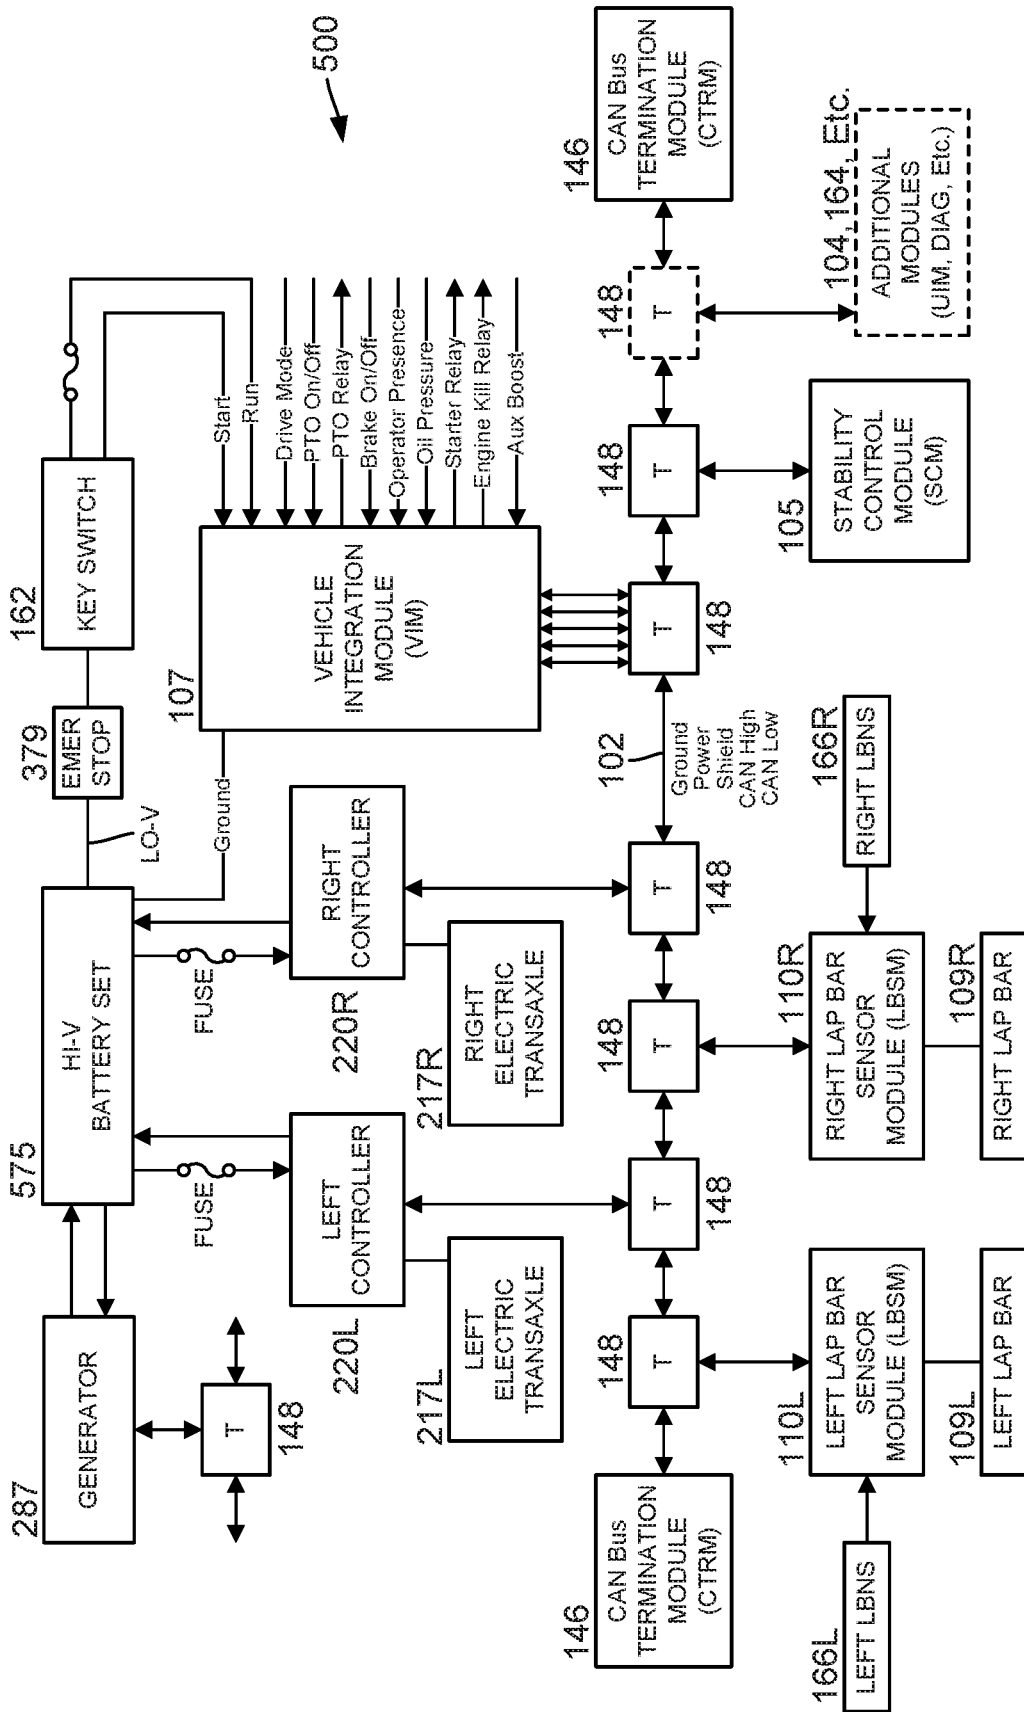 500
287
GENERATOR
T
148
575
HI-V
BATTERY SET
LO-V
379
EMER
STOP
162
KEY SWITCH
FUSE
FUSE
Ground
Start
Run
220L
LEFT
CONTROLLER
220R
RIGHT
CONTROLLER
107
VEHICLE
INTEGRATION
MODULE
(VIM)
Drive Mode
PTO On/Off
PTO Relay
Brake On/Off
Operator Presence
Oil Pressure
Starter Relay
Engine Kill Relay
Aux Boost
217L
LEFT
ELECTRIC
TRANSAXLE
217R
RIGHT
ELECTRIC
TRANSAXLE
146
CAN Bus
TERMINATION
MODULE
(CTRM)
148
T
T
148
148
T
T
148
102
Ground
Power
Shield
CAN High
CAN Low
T
148
148
T
148
T
146
CAN Bus
TERMINATION
MODULE
(CTRM)
166L
LEFT LBNS
110L
LEFT LAP BAR
SENSOR
MODULE (LBSM)
109L
LEFT LAP BAR
110R
RIGHT LAP BAR
SENSOR
MODULE (LBSM)
109R
RIGHT LAP BAR
166R
RIGHT LBNS
105
STABILITY
CONTROL
MODULE
(SCM)
104, 164, Etc.
ADDITIONAL
MODULES
(UIM, DIAG, Etc.)